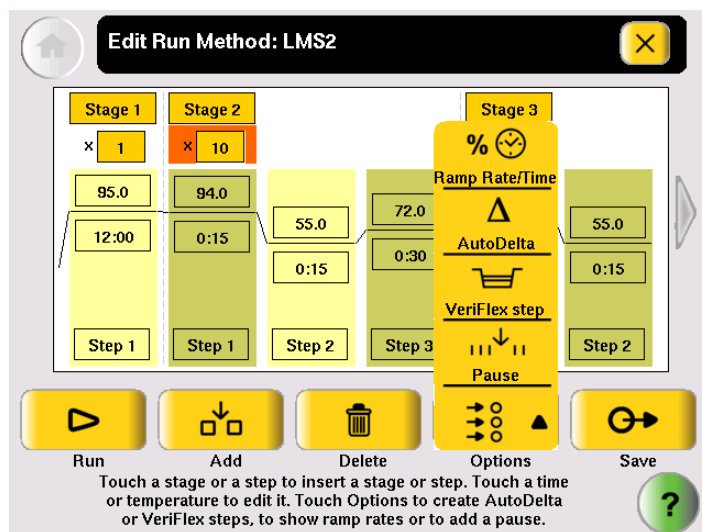 Edit Run Method: LMS2
Stage 1
Stage 2
Stage 3
x 1
x 10
95.0
12:00
Step 1
94.0
0:15
Step 1
55.0
0:15
Step 2
72.0
0:30
Step 3
55.0
0:15
Step 2
%
Ramp Rate/Time
Δ
AutoDelta
VeriFlex step
Pause
Run
Add
Delete
Options
Save
Touch a stage or a step to insert a stage or step. Touch a time
or temperature to edit it. Touch Options to create AutoDelta
or VeriFlex steps, to show ramp rates or to add a pause.
?